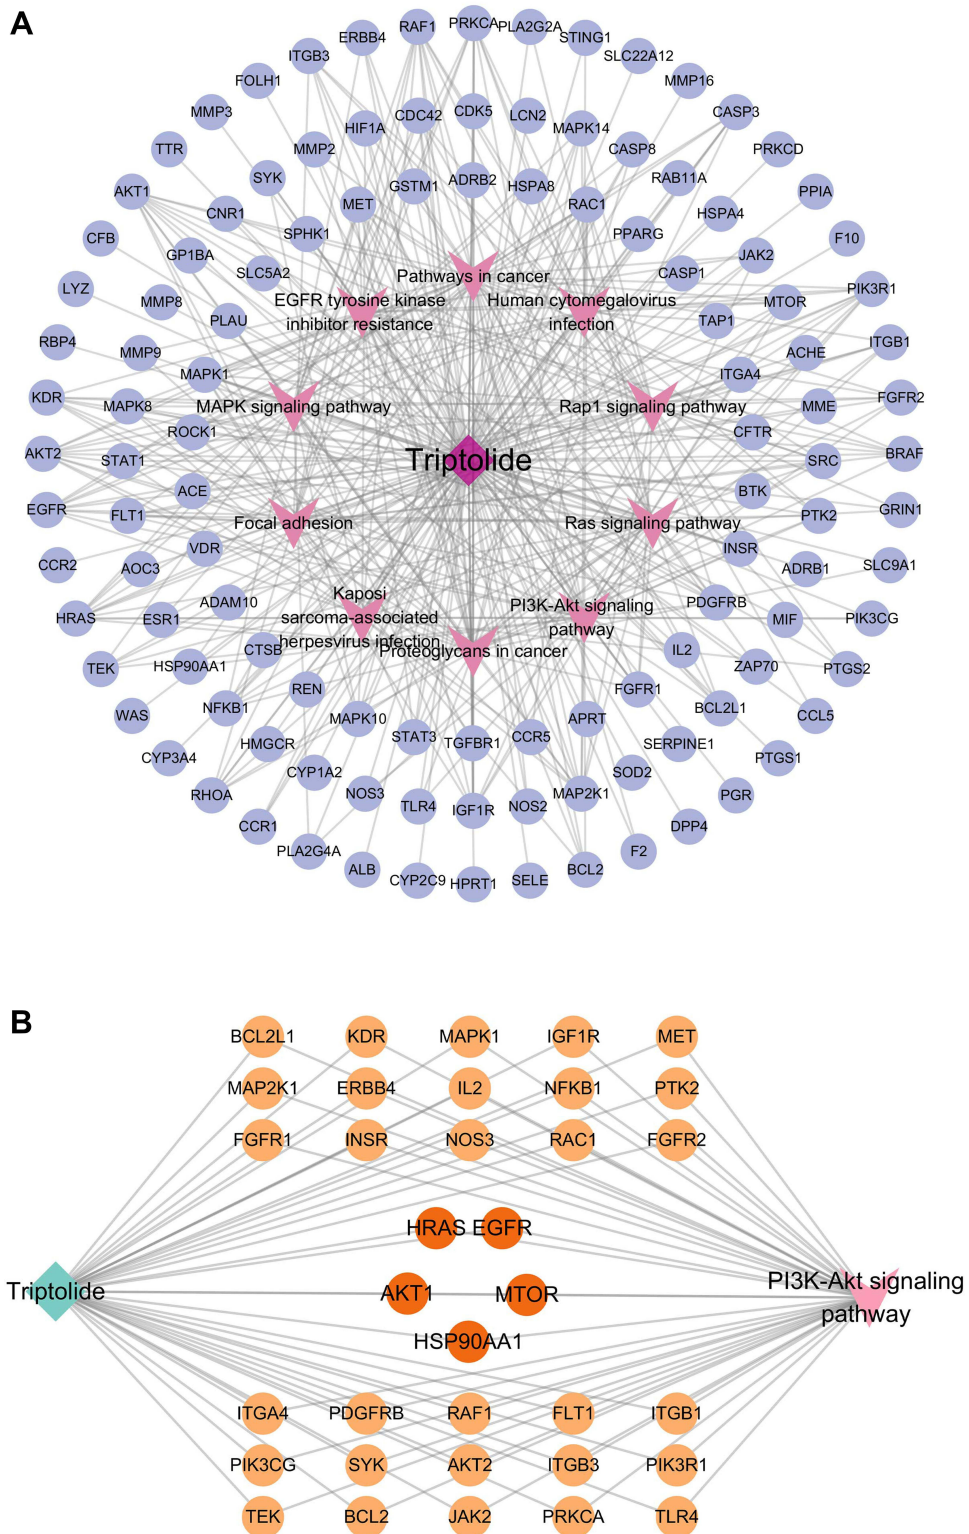 A
PRKCA
RAF1
PLA2G2A
ERBB4
STING1
ITGB3
SLC22A12
FOLH1
MMP16
MMP3
CASP3
CDC42
CDK5
LCN2
HIF1A
MAPK14
TTR
MMP2
CASP8
PRKCD
SYK
GSTM1
ADRB2
HSPA8
RAB11A
AKT1
PPIA
CNR1
MET
RAC1
HSPA4
CFB
GP1BA
SPHK1
PPARG
JAK2
F10
SLC5A2
CASP1
Pathways in cancer
LYZ
MMP8
EGFR tyrosine kinase
inhibitor resistance
Human cytomegalovirus
infection
MTOR
PIK3R1
PLAU
TAP1
RBP4
MMP9
ACHE
ITGB1
MAPK1
ITGA4
KDR
MAPK8
MAPK signaling pathway
Rap1 signaling pathway
MME
FGFR2
ROCK1
CFTR
AKT2
STAT1
Triptolide
SRC
BRAF
ACE
BTK
EGFR
FLT1
Focal adhesion
Ras signaling pathway
PTK2
GRIN1
VDR
INSR
CCR2
AOC3
ADRB1
SLC9A1
ADAM10
Kaposi
sarcoma-associated
herpesvirus infection
PI3K-Akt signaling
pathway
PDGFRB
HRAS
ESR1
MIF
PIK3CG
CTSB
Proteoglycans in cancer
IL2
TEK
HSP90AA1
ZAP70
PTGS2
REN
FGFR1
WAS
NFKB1
BCL2L1
CCL5
MAPK10
APRT
HMGCR
STAT3
TGFBR1
CCR5
SERPINE1
CYP3A4
PTGS1
CYP1A2
SOD2
RHOA
NOS3
MAP2K1
PGR
TLR4
IGF1R
NOS2
CCR1
DPP4
PLA2G4A
F2
ALB
BCL2
CYP2C9
HPRT1
SELE
B
BCL2L1 KDR MAPK1 IGF1R MET
MAP2K1 ERBB4 IL2 NFKB1 PTK2
FGFR1 INSR NOS3 RAC1 FGFR2
HRAS EGFR
Triptolide
AKT1 MTOR
PI3K-Akt signaling
pathway
HSP90AA1
ITGA4 PDGFRB RAF1 FLT1 ITGB1
PIK3CG SYK AKT2 ITGB3 PIK3R1
TEK BCL2 JAK2 PRKCA TLR4